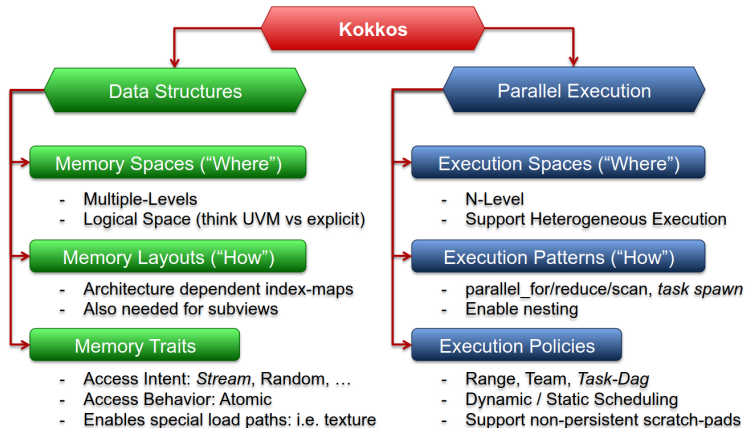 Kokkos
Data Structures
Memory Spaces (“Where”)
- Multiple-Levels
- Logical Space (think UVM vs explicit)
Memory Layouts (“How”)
- Architecture dependent index-maps
- Also needed for subviews
Memory Traits
- Access Intent: Stream, Random, …
- Access Behavior: Atomic
- Enables special load paths: i.e. texture
Parallel Execution
Execution Spaces (“Where”)
- N-Level
- Support Heterogeneous Execution
Execution Patterns (“How”)
- parallel_for/reduce/scan, task spawn
- Enable nesting
Execution Policies
- Range, Team, Task-Dag
- Dynamic / Static Scheduling
- Support non-persistent scratch-pads